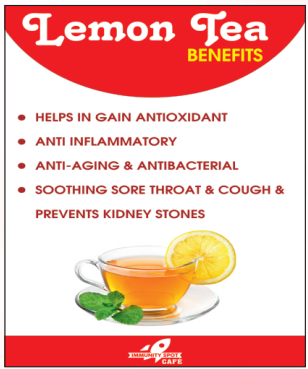 Lemon Tea
BENEFITS
HELPS IN GAIN ANTIOXIDANT
ANTI INFLAMMATORY
ANTI-AGING & ANTIBACTERIAL
SOOTHING SORE THROAT & COUGH &
PREVENTS KIDNEY STONES
IMMUNITY SPOT
CAFE